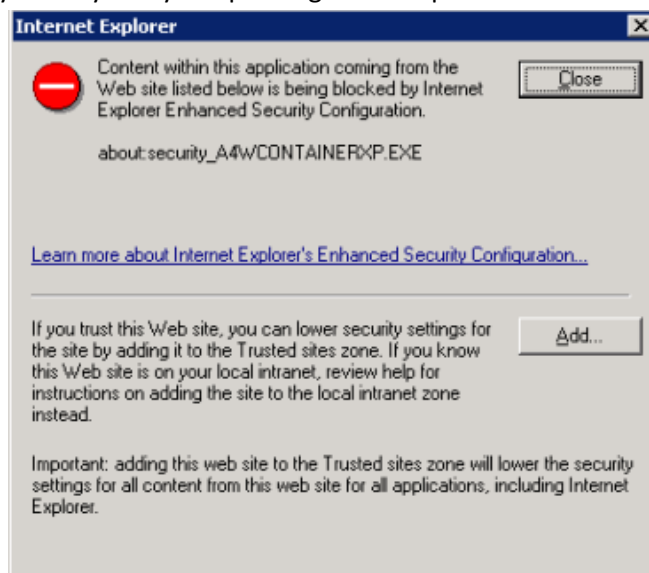 Internet Explorer
Content within this application coming from the
Web site listed below is being blocked by Internet
Explorer Enhanced Security Configuration.
Close
about:security_A4WCONTAINERXP.EXE
Learn more about Internet Explorer's Enhanced Security Configuration...
If you trust this Web site, you can lower security settings for
the site by adding it to the Trusted sites zone. If you know
this Web site is on your local intranet, review help for
instructions on adding the site to the local intranet zone
instead.
Add...
Important: adding this web site to the Trusted sites zone will lower the security
settings for all content from this web site for all applications, including Internet
Explorer.